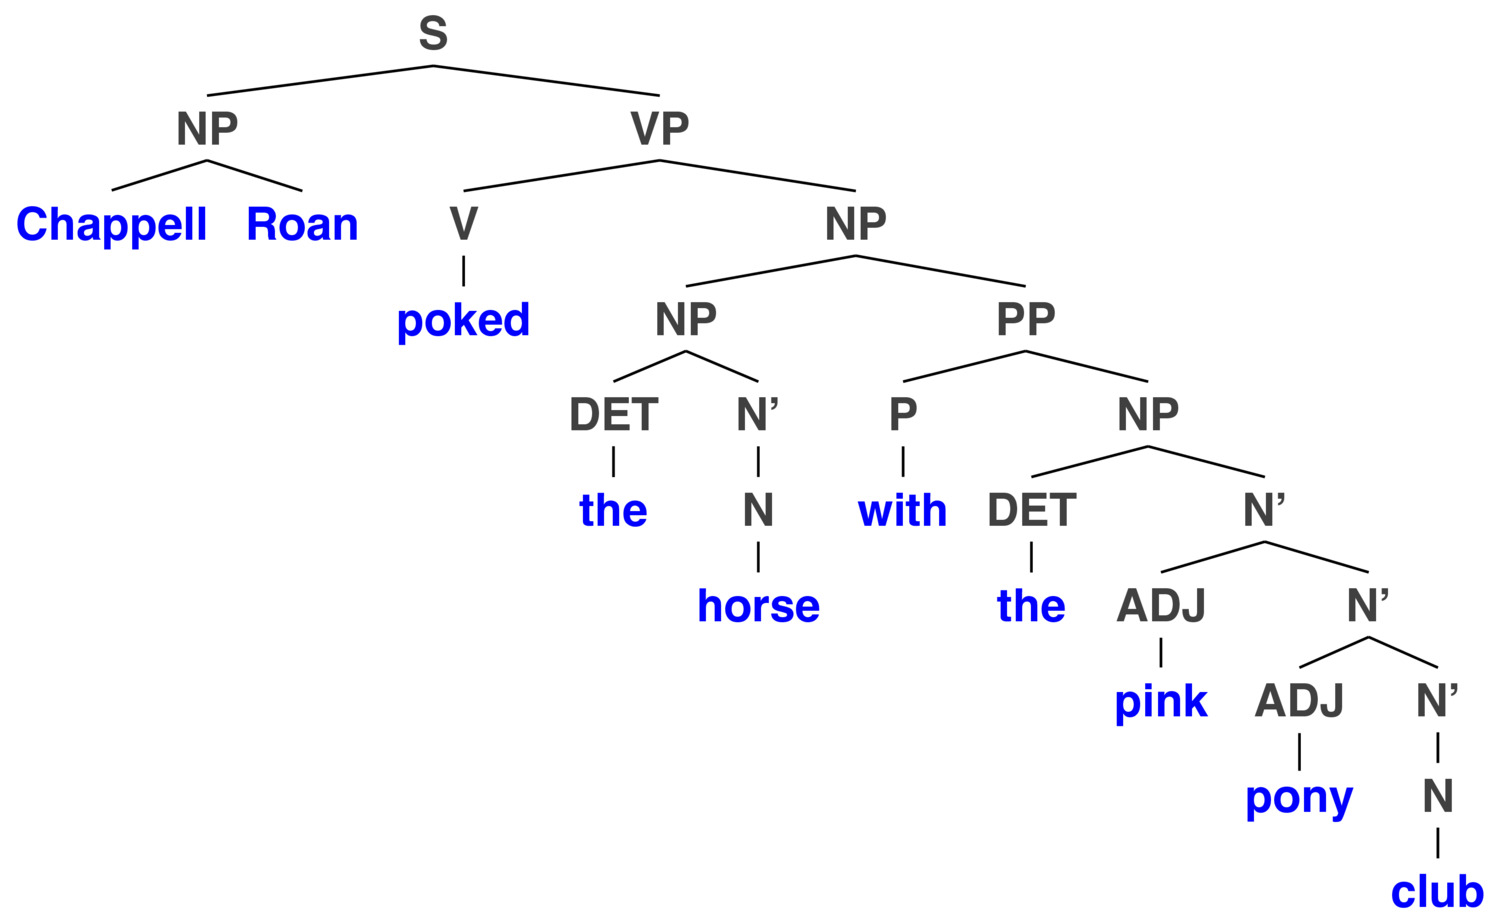 S
NP VP
Chappell Roan V NP
poked NP PP
DET N’ P NP
the N with DET N’
horse the ADJ N’
pink ADJ N’
pony N
club